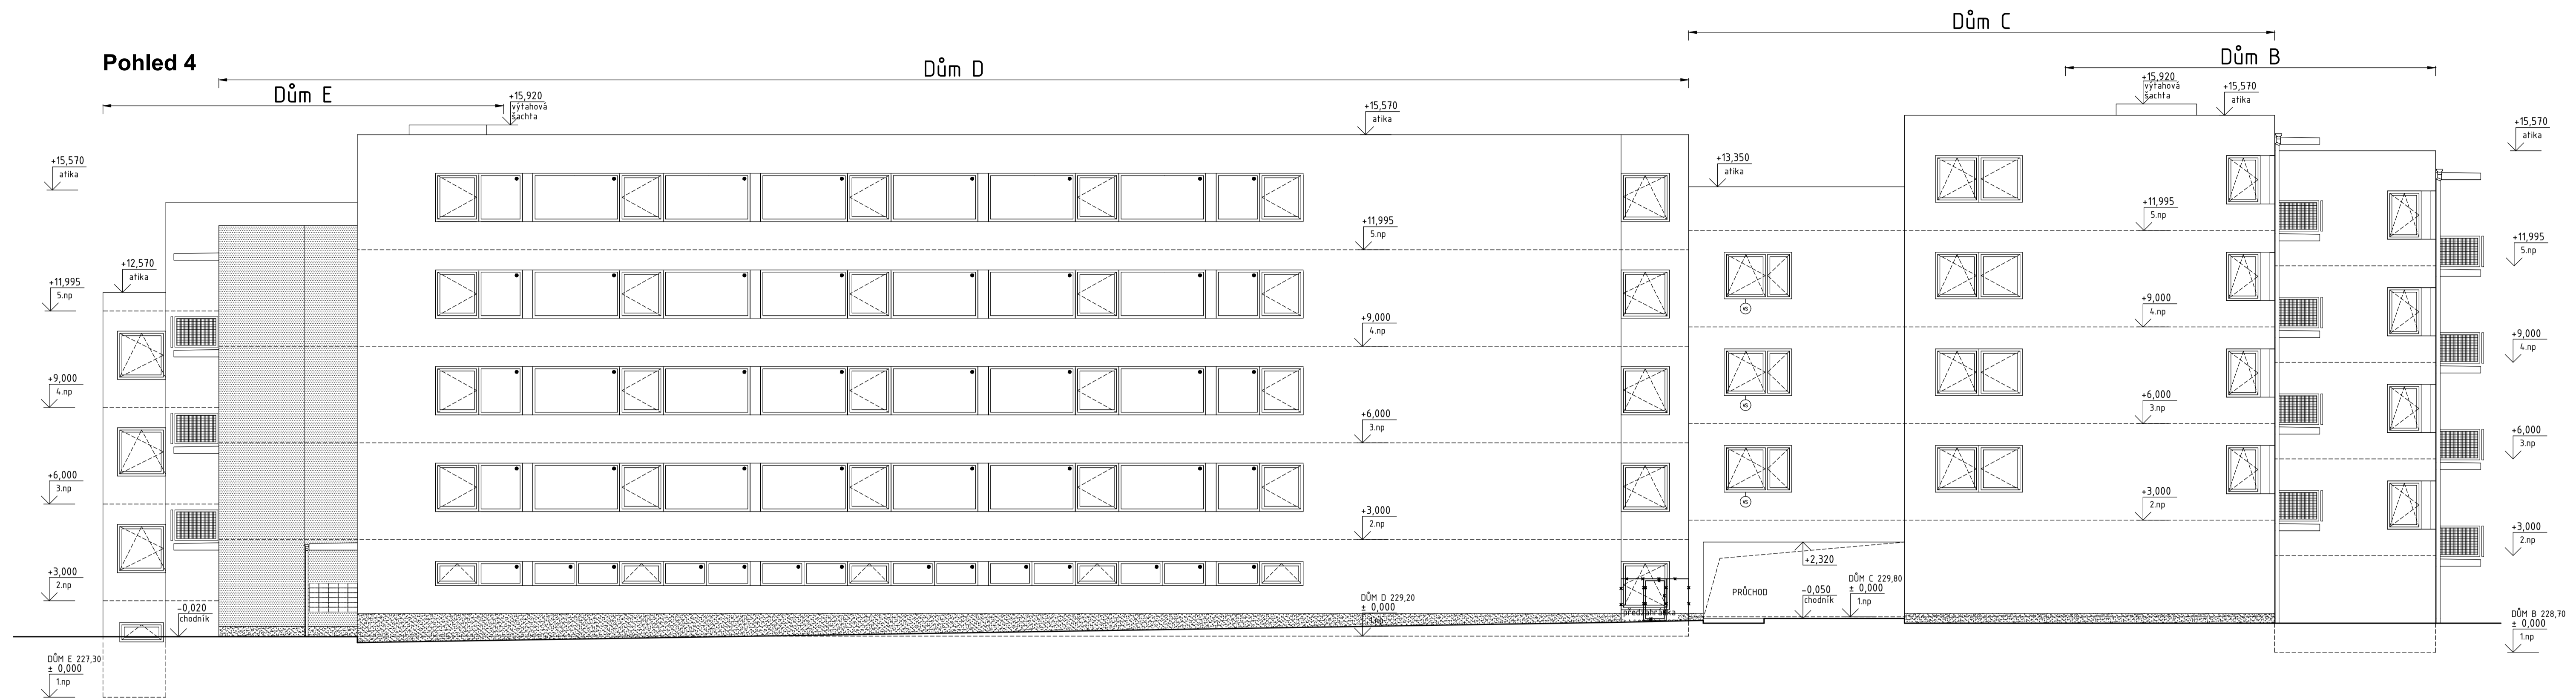 Pohled 4
Dům E
Dům D
Dům C
Dům B
+15,570
atika
+11,995
5.np
+9,000
4.np
+6,000
3.np
+3,000
2.np
DŮM E 227,30
± 0,000
1.np
+12,570
atika
-0,020
chodník
+15,920
výtahová
šachta
+15,570
atika
+11,995
5.np
+9,000
4.np
+6,000
3.np
+3,000
2.np
DŮM D 229,20
± 0,000
1.np
předzahrádka
+13,350
atika
VS
VS
VS
PRŮCHOD
+2,320
-0,050
chodník
DŮM C 229,80
± 0,000
1.np
+15,920
výtahová
šachta
+15,570
atika
+11,995
5.np
+9,000
4.np
+6,000
3.np
+3,000
2.np
+15,570
atika
+11,995
5.np
+9,000
4.np
+6,000
3.np
+3,000
2.np
DŮM B 228,70
± 0,000
1.np